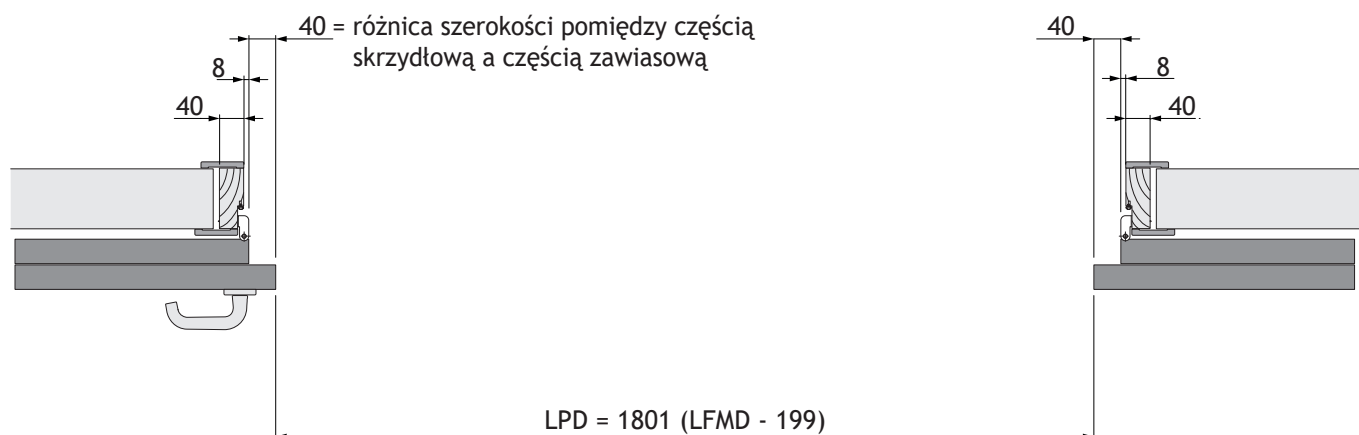 40 = różnica szerokości pomiędzy częścią
skrzydłową a częścią zawiasową
8
40
40
8
40
LPD = 1801 (LFMD - 199)